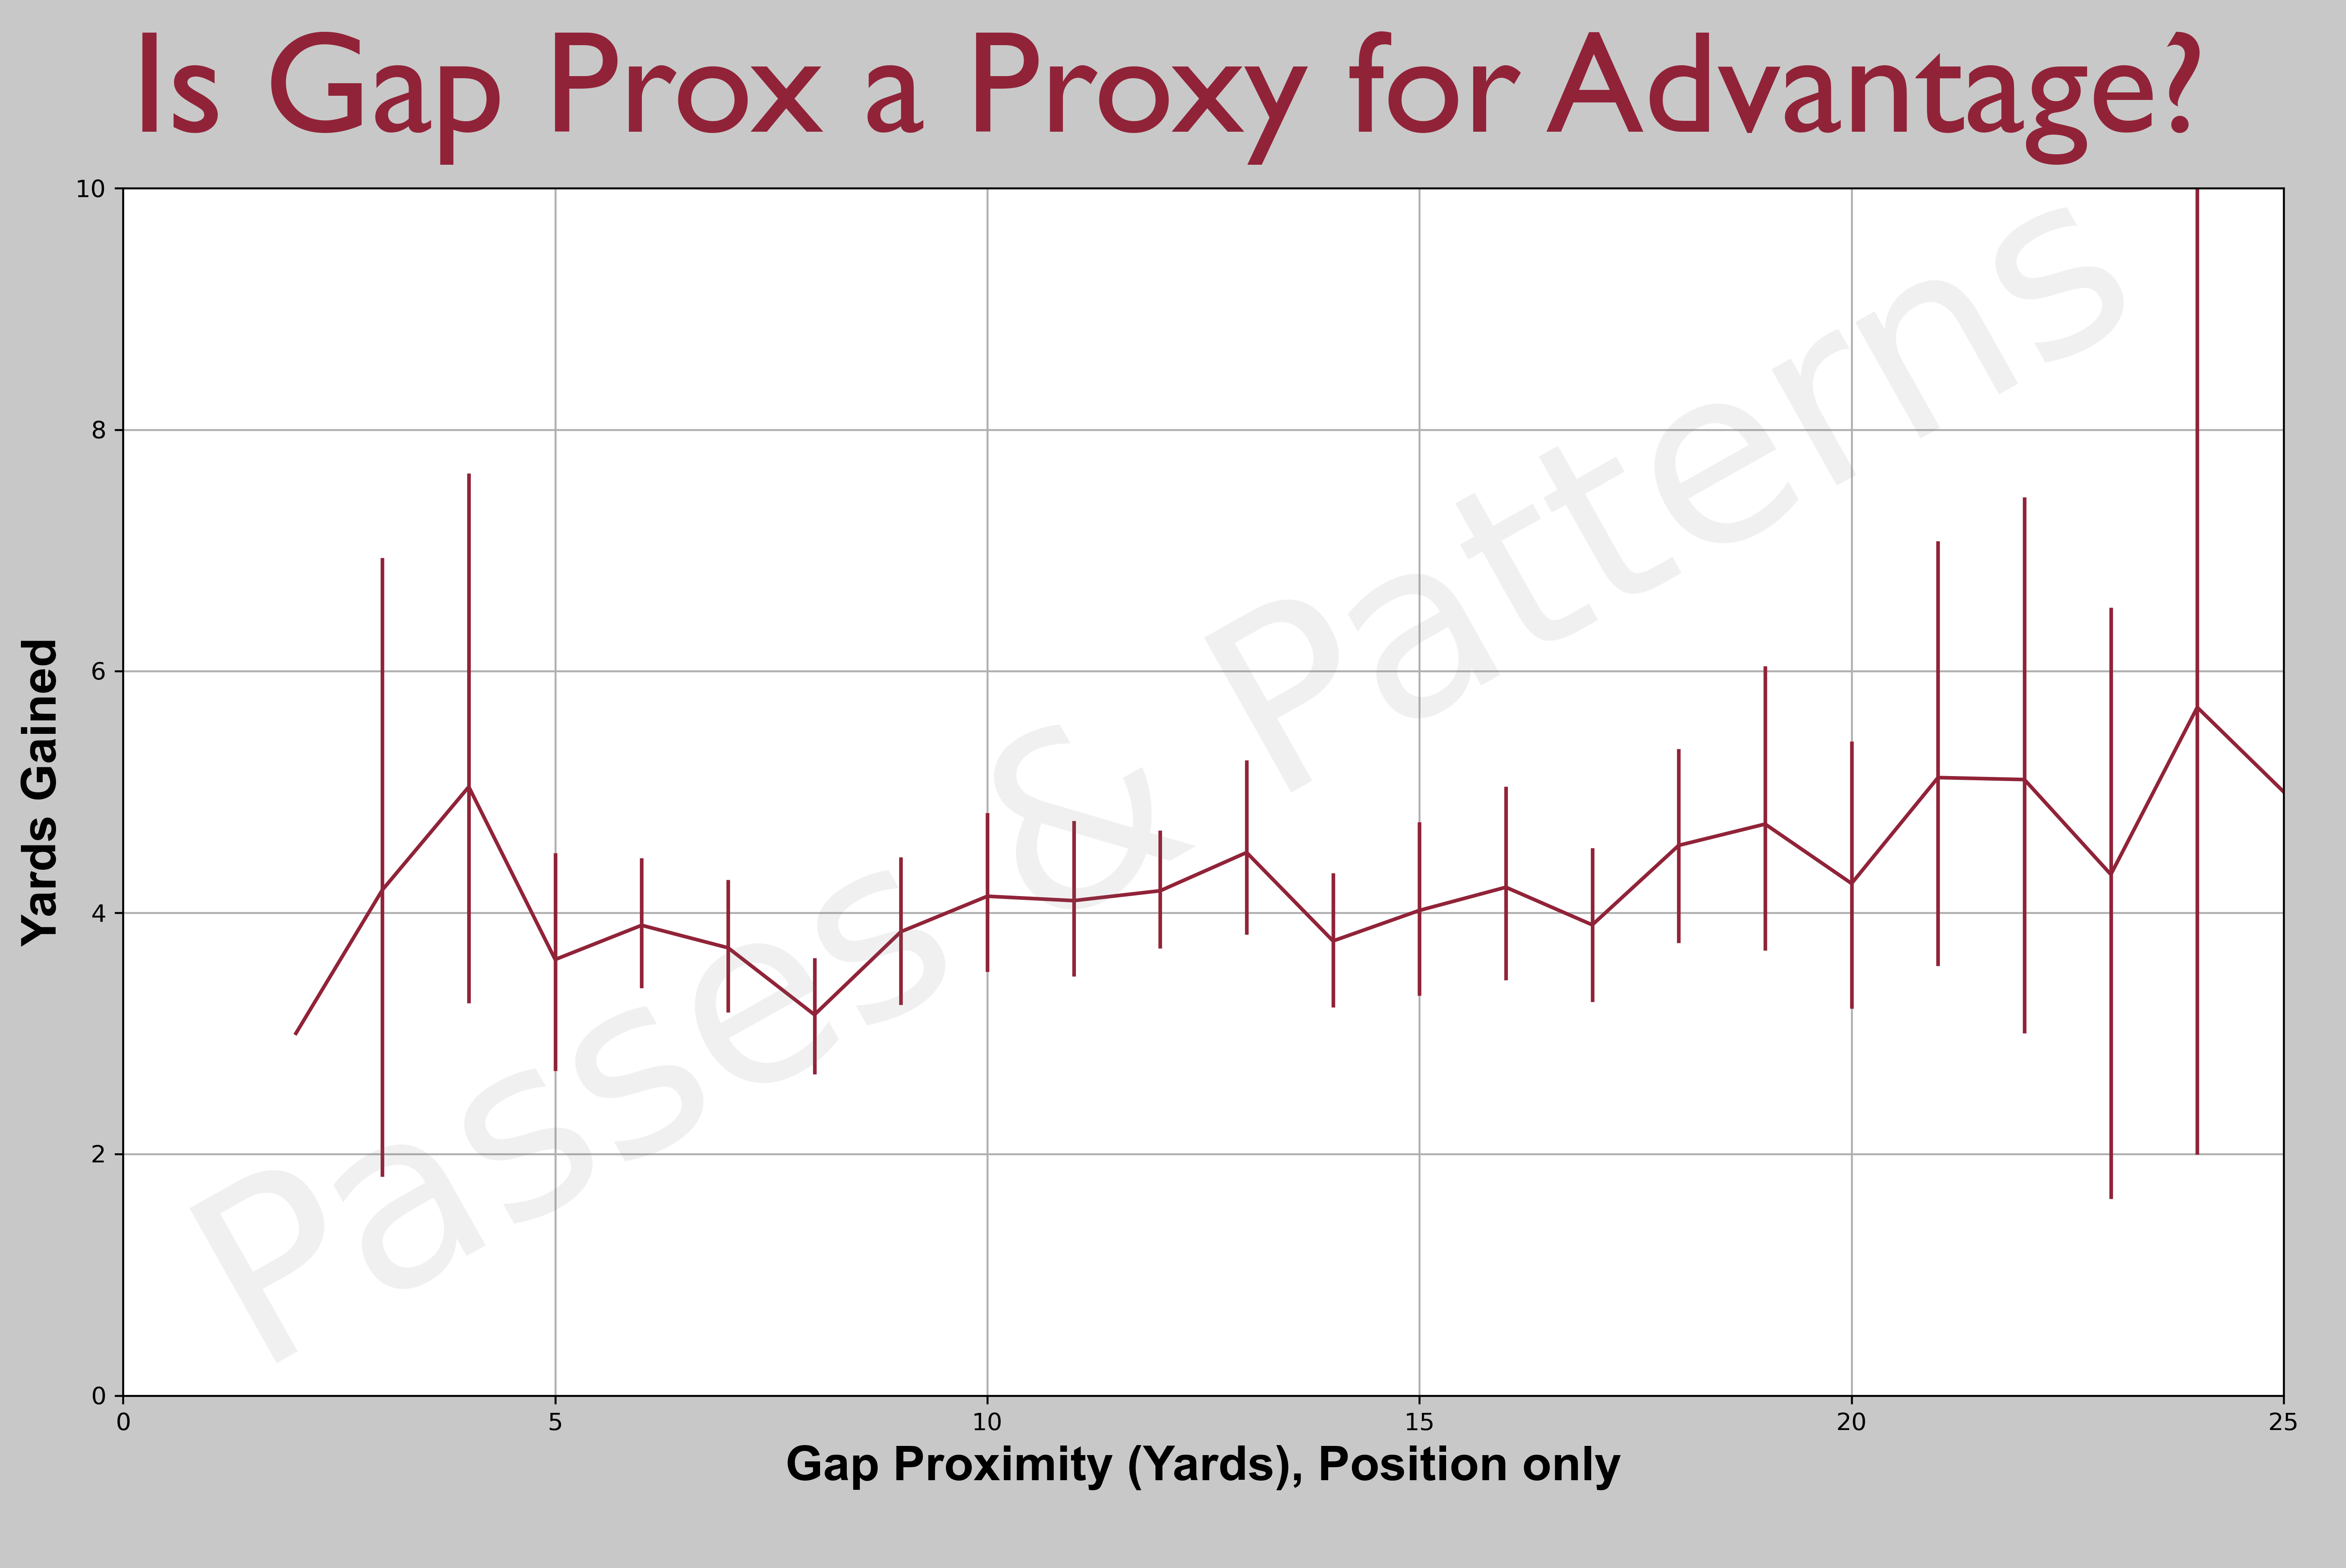 Is Gap Prox a Proxy for Advantage?
10
8
6
4
2
0
Yards Gained
Passes & Patterns
0 5 10 15 20 25
Gap Proximity (Yards), Position only